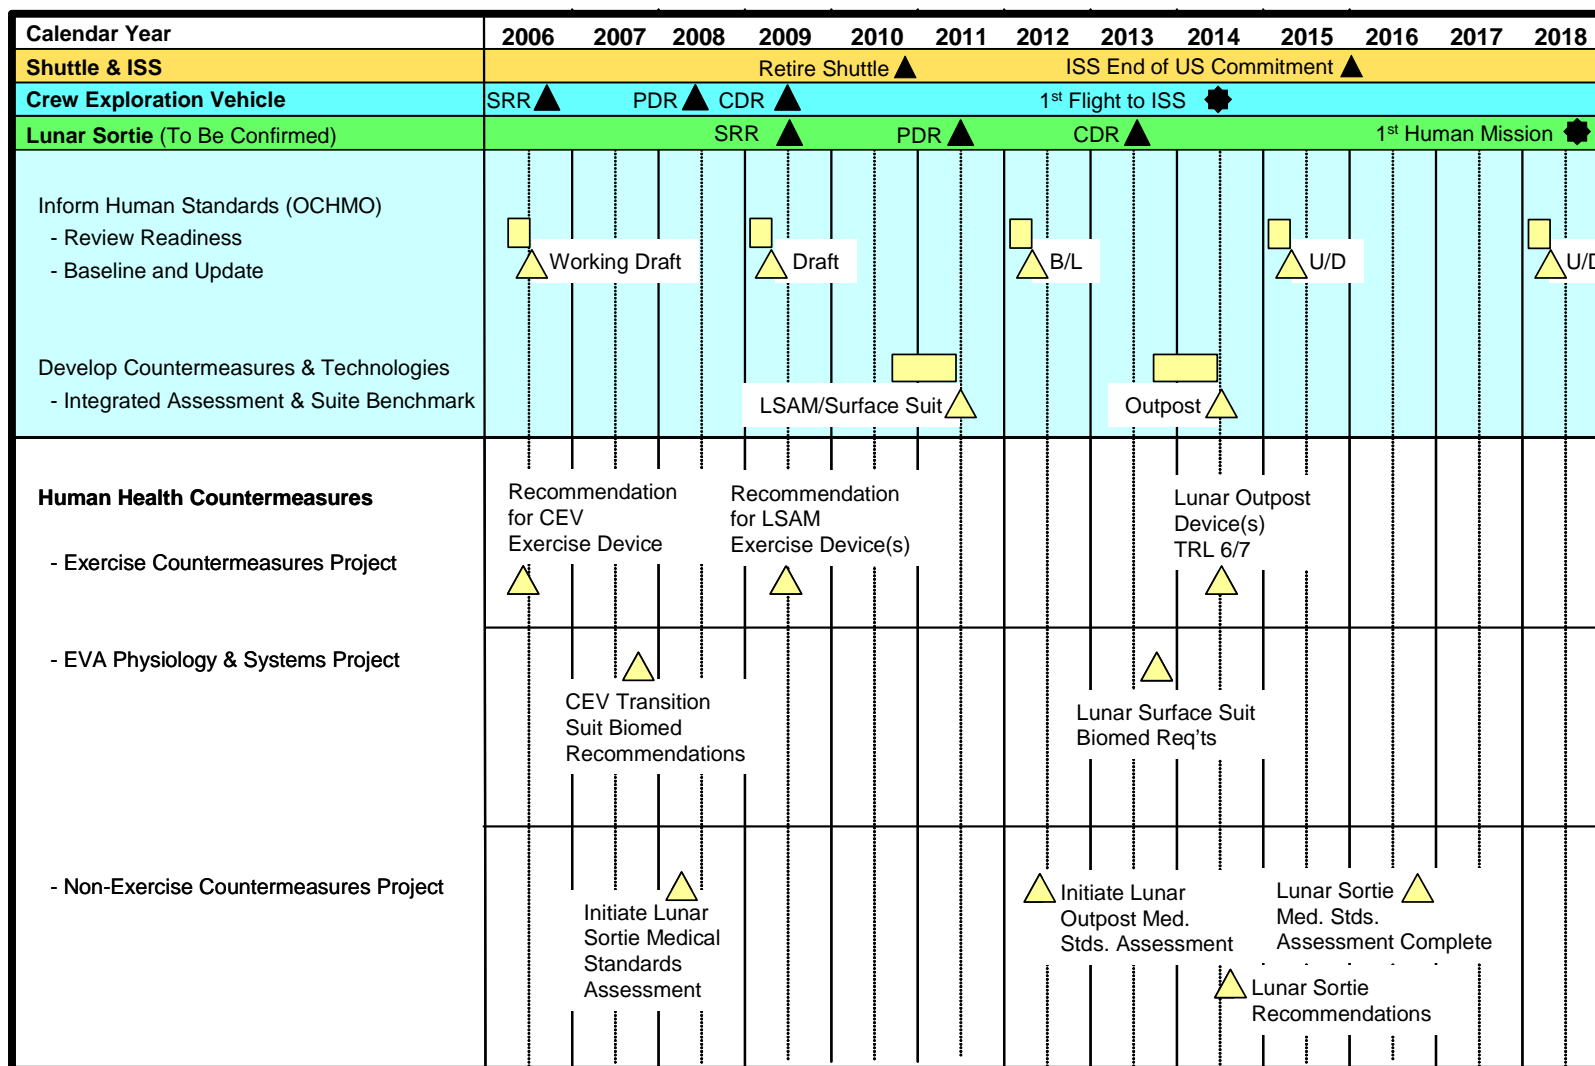 Calendar Year 2006 2007 2008 2009 2010 2011 2012 2013 2014 2015 2016 2017 2018
Shuttle & ISS Retire Shuttle ISS End of US Commitment
Crew Exploration Vehicle SRR PDR CDR 1st Flight to ISS
Lunar Sortie (To Be Confirmed) SRR PDR CDR 1st Human Mission
Inform Human Standards (OCHMO)
- Review Readiness
- Baseline and Update Working Draft Draft B/L U/D U/D
Develop Countermeasures & Technologies
- Integrated Assessment & Suite Benchmark LSAM/Surface Suit Outpost
Human Health Countermeasures
- Exercise Countermeasures Project
Recommendation
for CEV
Exercise Device
Recommendation
for LSAM
Exercise Device(s)
Lunar Outpost
Device(s)
TRL 6/7
- EVA Physiology & Systems Project
CEV Transition
Suit Biomed
Recommendations
Lunar Surface Suit
Biomed Req'ts
- Non-Exercise Countermeasures Project
Initiate Lunar
Sortie Medical
Standards
Assessment
Initiate Lunar
Outpost Med.
Stds. Assessment
Lunar Sortie
Med. Stds.
Assessment Complete
Lunar Sortie
Recommendations